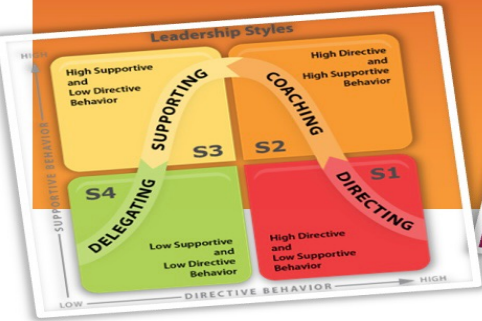 Leadership Styles
HIGH
High Supportive
and
Low Directive
Behavior
SUPPORTING
S3
High Directive
and
High Supportive
Behavior
COACHING
S2
SUPPORTIVE BEHAVIOR
S4
DELEGATING
Low Supportive
and
Low Directive
Behavior
S1
DIRECTING
High Directive
and
Low Supportive
Behavior
LOW
DIRECTIVE BEHAVIOR
HIGH